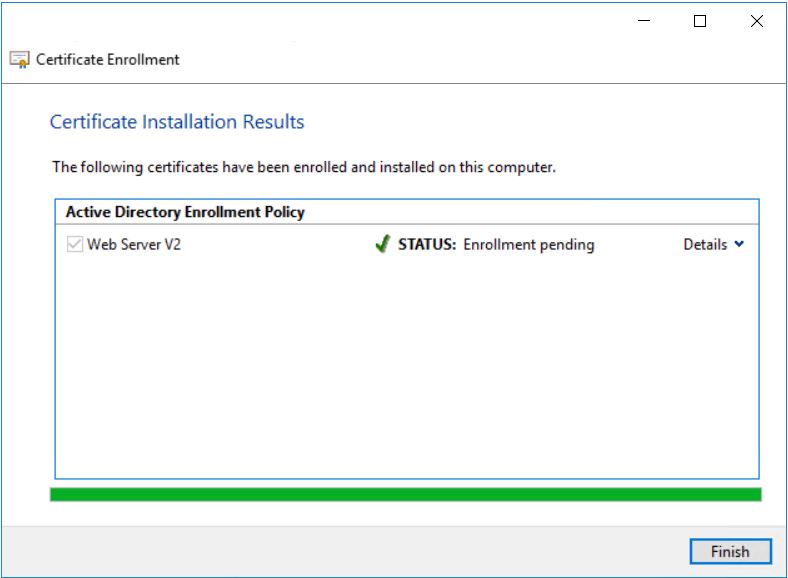 Certificate Enrollment
Certificate Installation Results
The following certificates have been enrolled and installed on this computer.
Active Directory Enrollment Policy
Web Server V2 STATUS: Enrollment pending Details
Finish